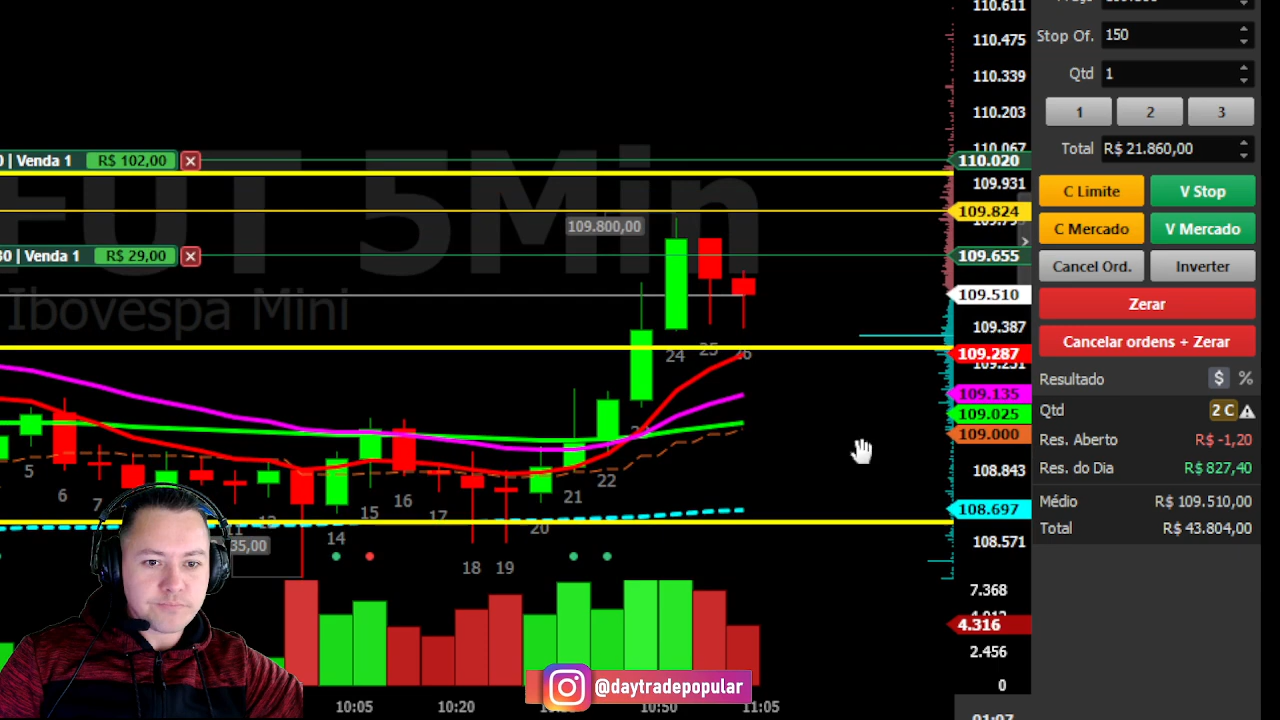 110.611
Stop Of. 150
110.475
Qtd 1
110.339
1 2 3
110.203
Total R$ 21.860,00
110.067
| Venda 1 R$ 102,00
110.020
109.931
C Limite V Stop
109.824
109.800,00
C Mercado V Mercado
30 | Venda 1 R$ 29,00
109.655
FUT 5Min
Cancel Ord. Inverter
109.510
Ibovespa Mini
Zerar
109.387
Cancelar ordens + Zerar
109.287
109.251
24 25 26
Resultado $ %
109.135
Qtd 2 C
109.025
109.000
Res. Aberto R$ -1,20
108.843
Res. do Dia R$ 827,40
5 6 7 15 16 17 21 22
Médio R$ 109.510,00
108.697
Total R$ 43.804,00
14 20
35,00
108.571
18 19
7.368
4.316
2.456
0
@daytradepopular
10:05 10:20 10:50 11:05